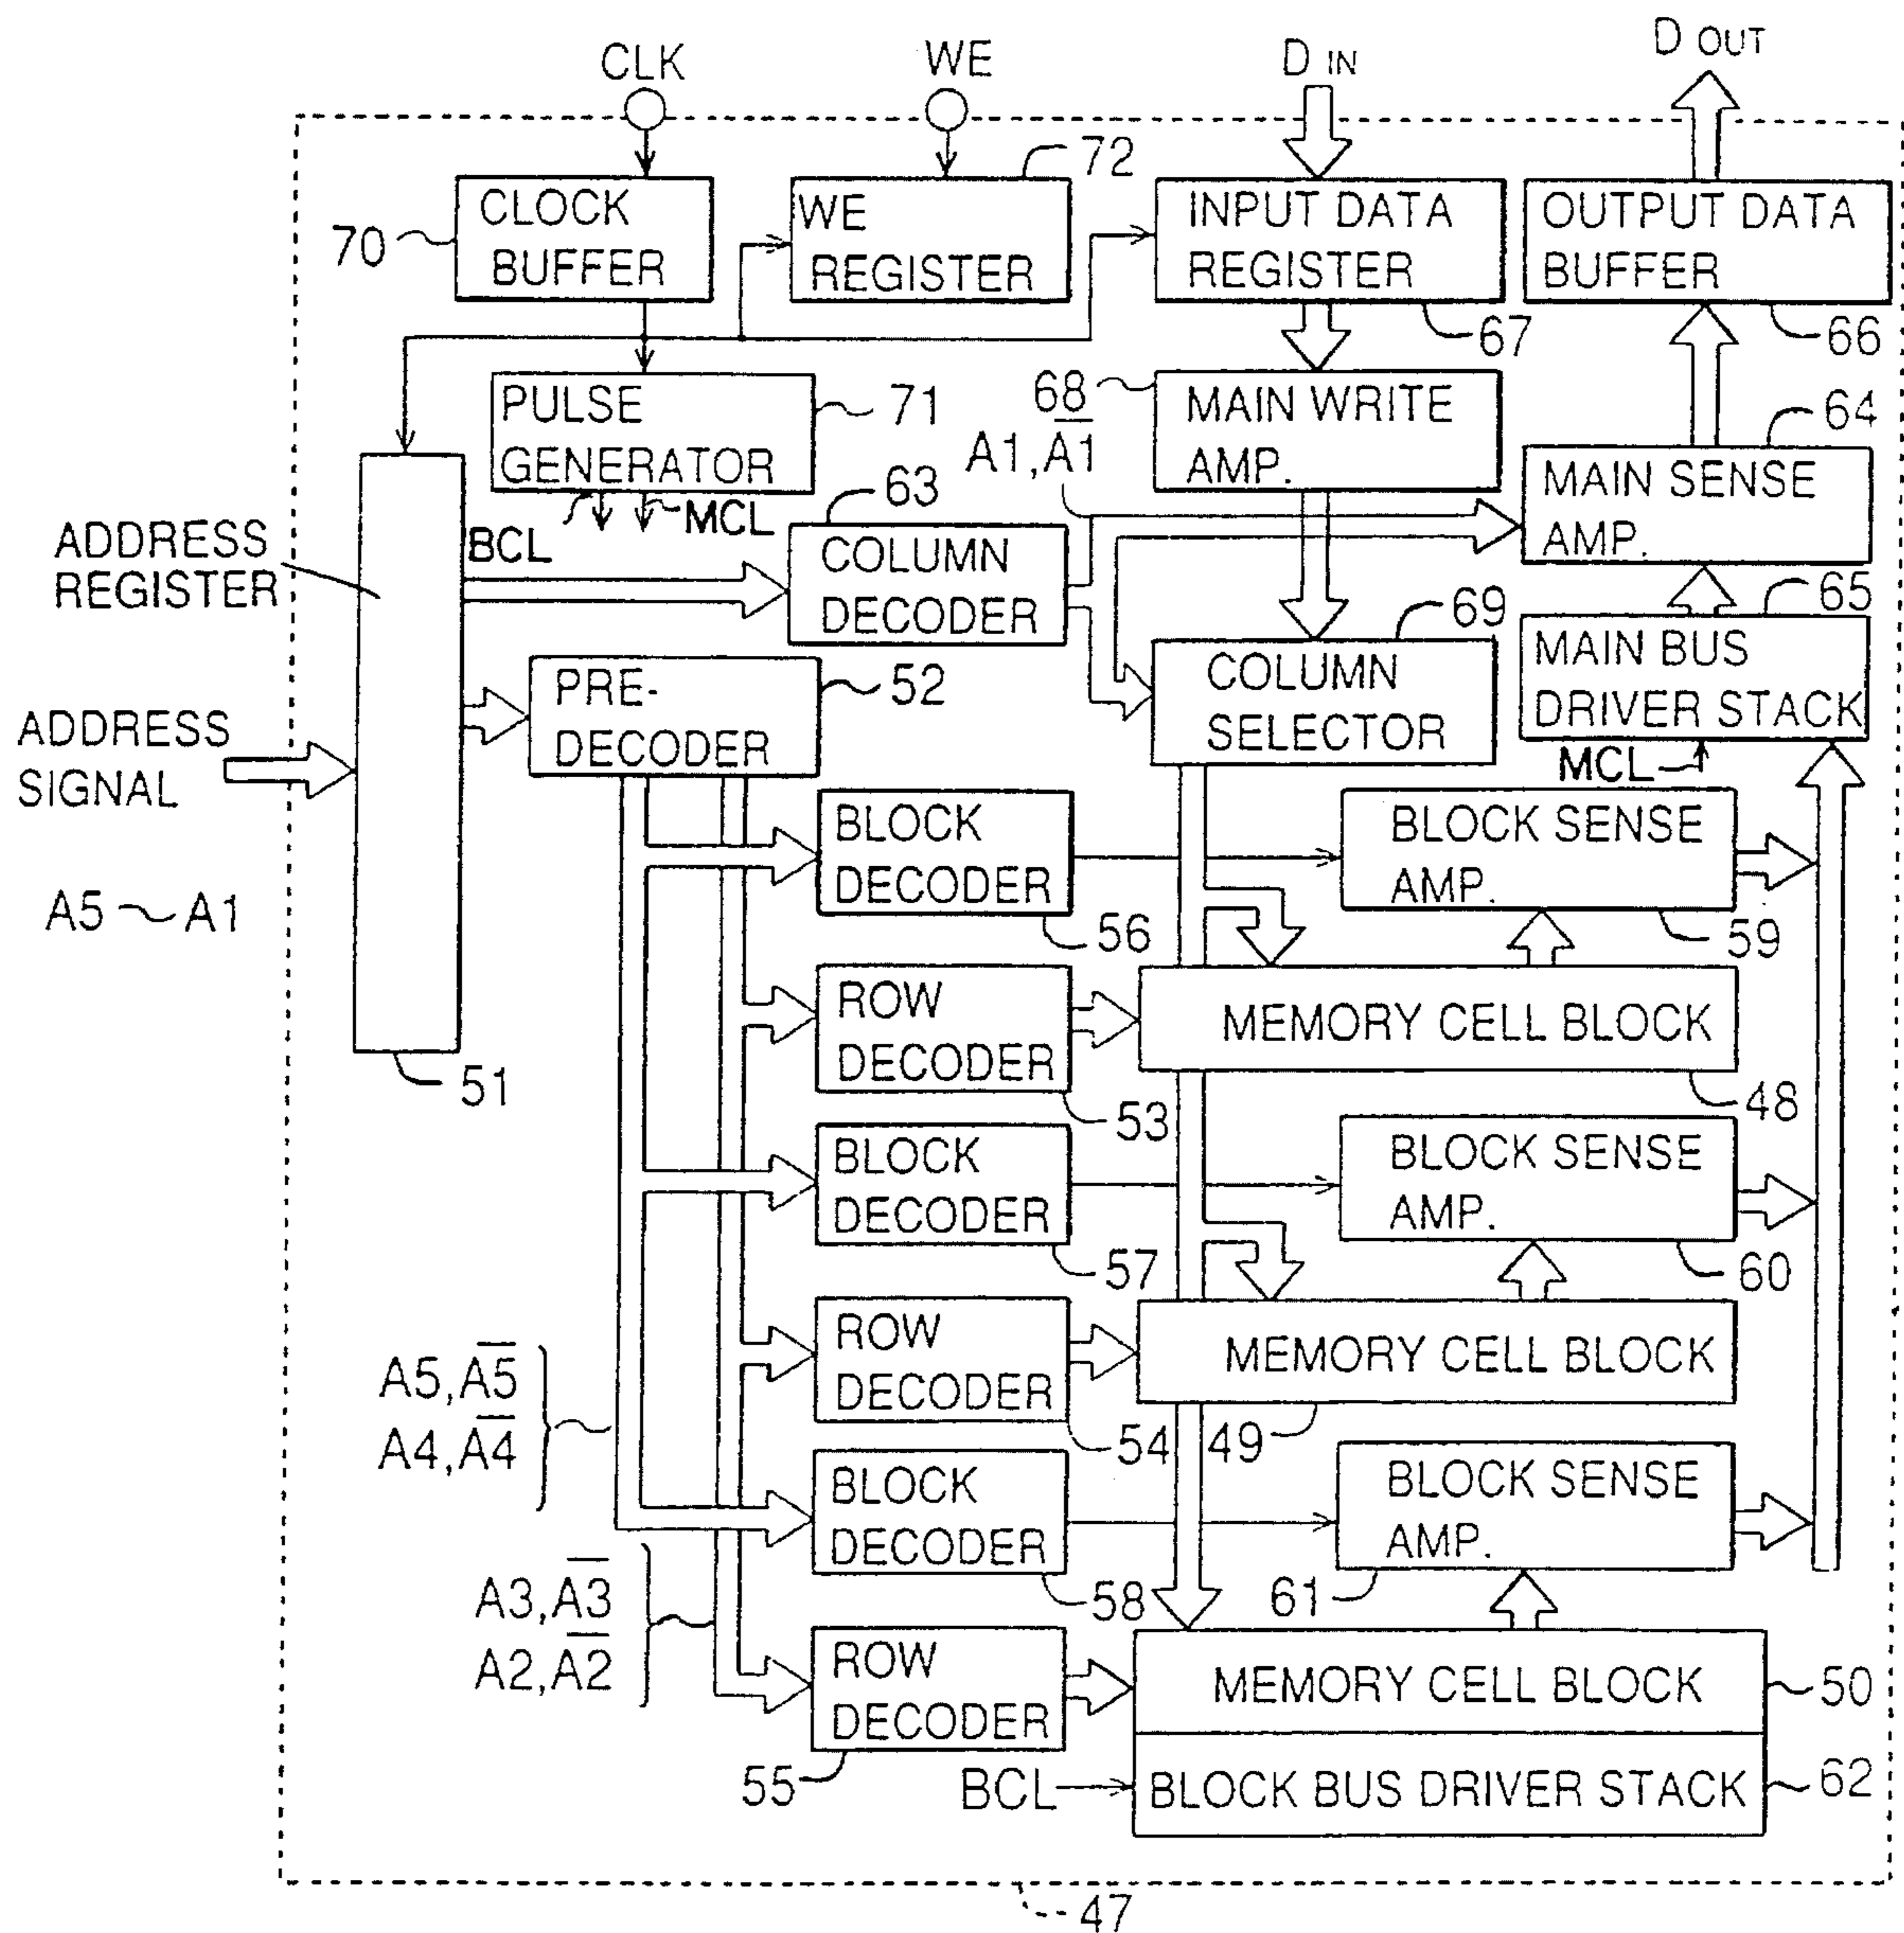 CLK
WE
D IN
D OUT
72
CLOCK
BUFFER
70
WE
REGISTER
INPUT DATA
REGISTER
67
OUTPUT DATA
BUFFER
66
PULSE
GENERATOR
71
BCL
MCL
68
A1, A̅1̅
MAIN WRITE
AMP.
64
MAIN SENSE
AMP.
ADDRESS
REGISTER
63
COLUMN
DECODER
69
65
MAIN BUS
DRIVER STACK
MCL
PRE-
DECODER
52
COLUMN
SELECTOR
ADDRESS
SIGNAL
A5~A1
BLOCK
DECODER
56
BLOCK SENSE
AMP.
59
51
ROW
DECODER
53
MEMORY CELL BLOCK
48
BLOCK
DECODER
57
BLOCK SENSE
AMP.
60
ROW
DECODER
54
MEMORY CELL BLOCK
49
A5, A̅5̅
A4, A̅4̅
BLOCK
DECODER
58
BLOCK SENSE
AMP.
61
A3, A̅3̅
A2, A̅2̅
ROW
DECODER
55
MEMORY CELL BLOCK
50
BCL
BLOCK BUS DRIVER STACK
62
47